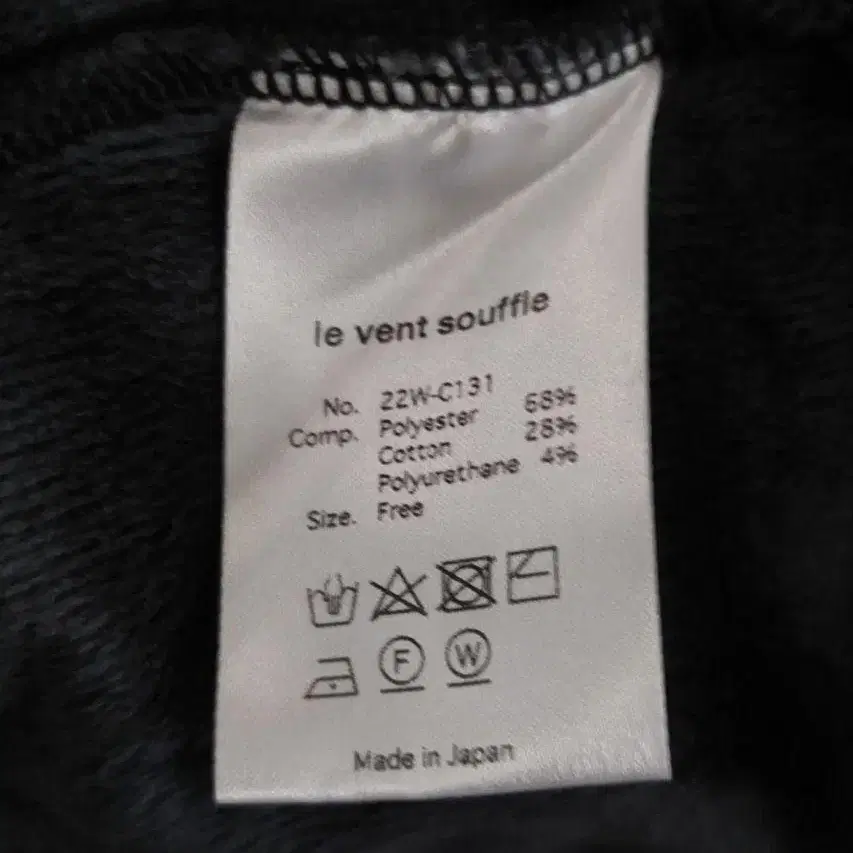 le vent souffle
No. 22W-C131
Comp. Polyester 68%
Cotton 28%
Polyurethane 4%
Size. Free
F W
Made in Japan